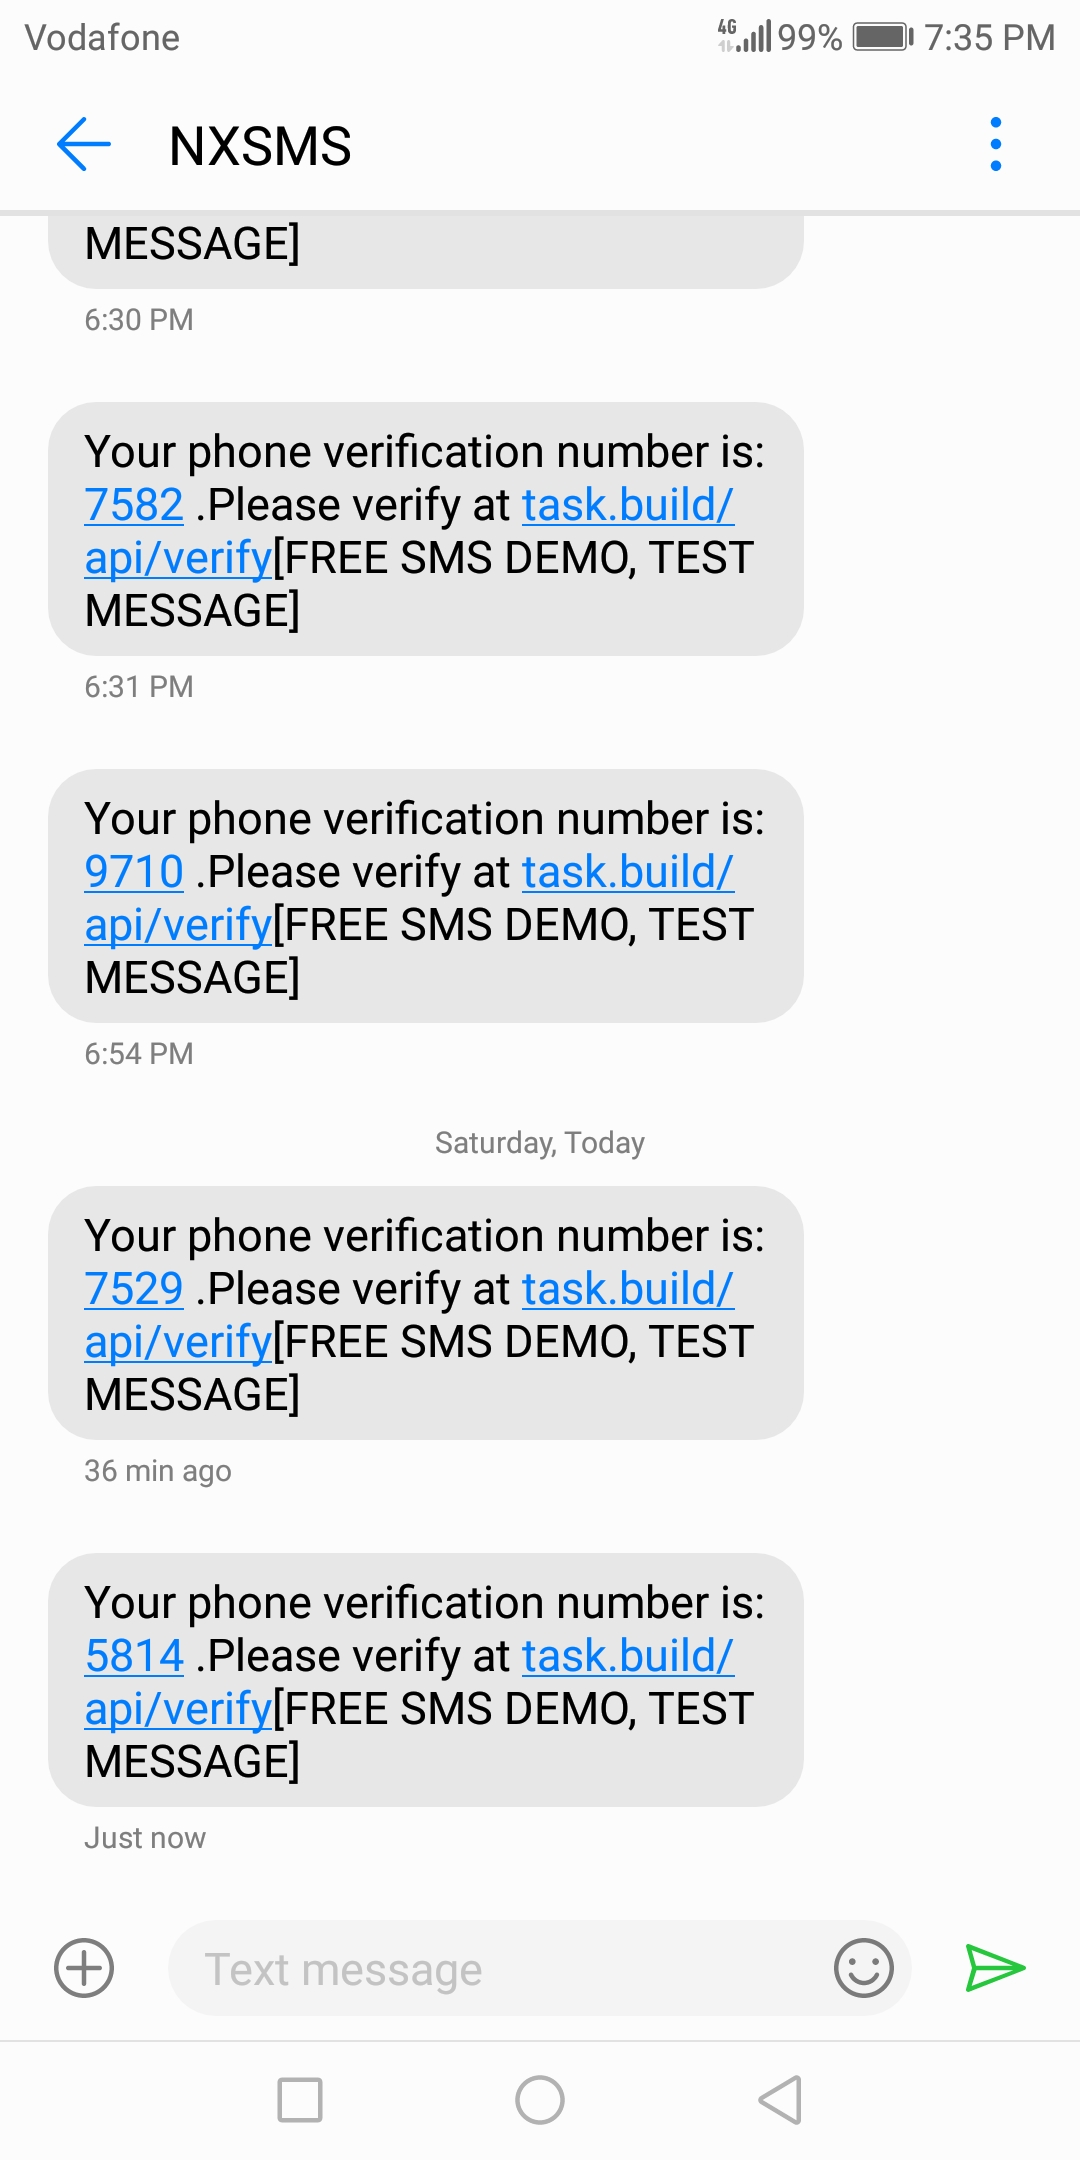 Vodafone 4G 99% 7:35 PM
NXSMS
MESSAGE]
6:30 PM
Your phone verification number is:
7582 .Please verify at task.build/
api/verify[FREE SMS DEMO, TEST
MESSAGE]
6:31 PM
Your phone verification number is:
9710 .Please verify at task.build/
api/verify[FREE SMS DEMO, TEST
MESSAGE]
6:54 PM
Saturday, Today
Your phone verification number is:
7529 .Please verify at task.build/
api/verify[FREE SMS DEMO, TEST
MESSAGE]
36 min ago
Your phone verification number is:
5814 .Please verify at task.build/
api/verify[FREE SMS DEMO, TEST
MESSAGE]
Just now
Text message